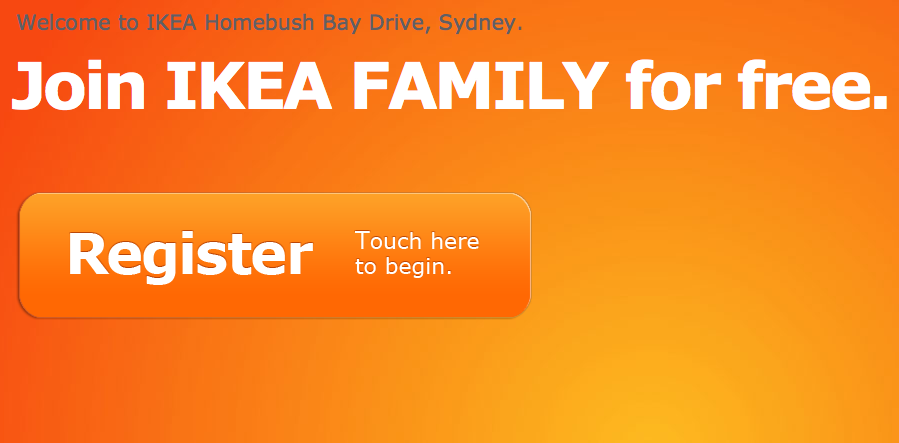 Welcome to IKEA Homebush Bay Drive, Sydney.
Join IKEA FAMILY for free.
Register
Touch here
to begin.